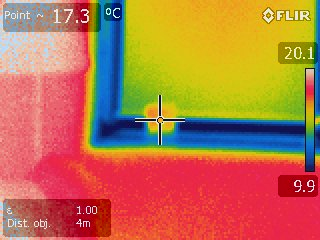 Point ~ 17.3 °C
FLIR
20.1
9.9
ε 1.00
Dist. obj. 4m